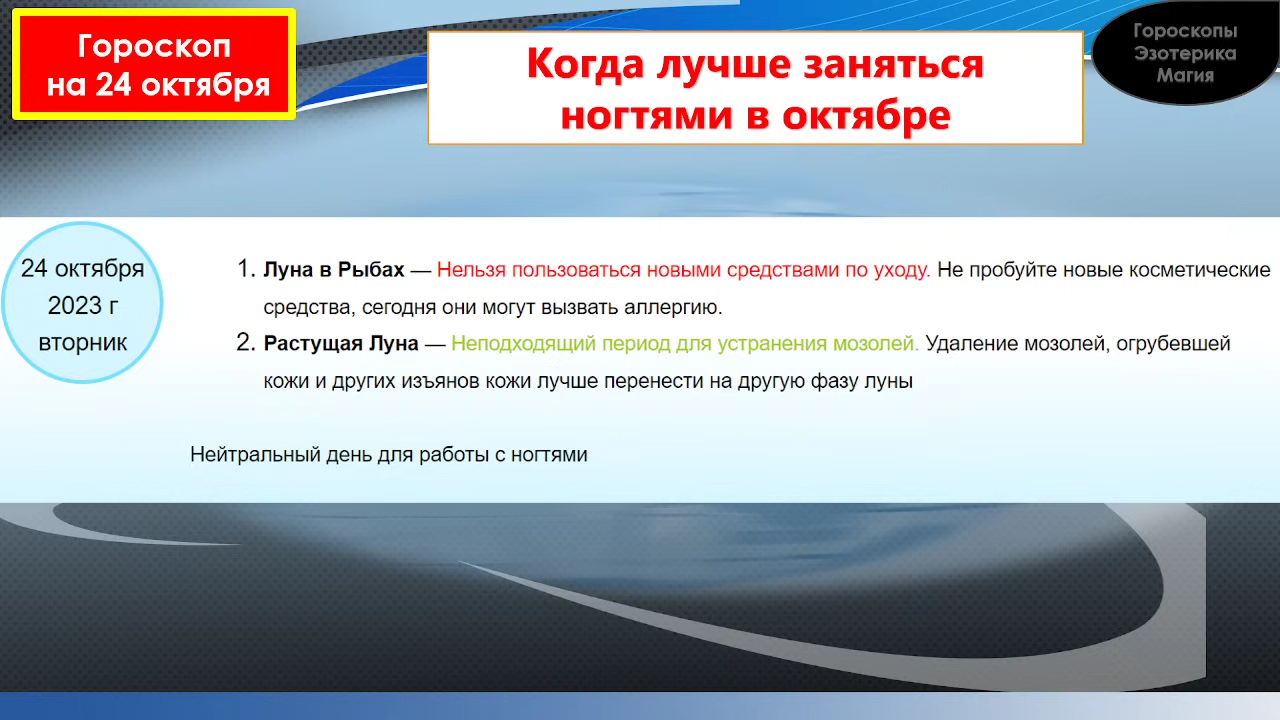 Гороскоп
на 24 октября
Когда лучше заняться
ногтями в октябре
Гороскопы
Эзотерика
Магия
24 октября
2023 г
вторник
1. Луна в Рыбах — Нельзя пользоваться новыми средствами по уходу. Не пробуйте новые косметические
средства, сегодня они могут вызвать аллергию.
2. Растущая Луна — Неподходящий период для устранения мозолей. Удаление мозолей, огрубевшей
кожи и других изъянов кожи лучше перенести на другую фазу луны
Нейтральный день для работы с ногтями